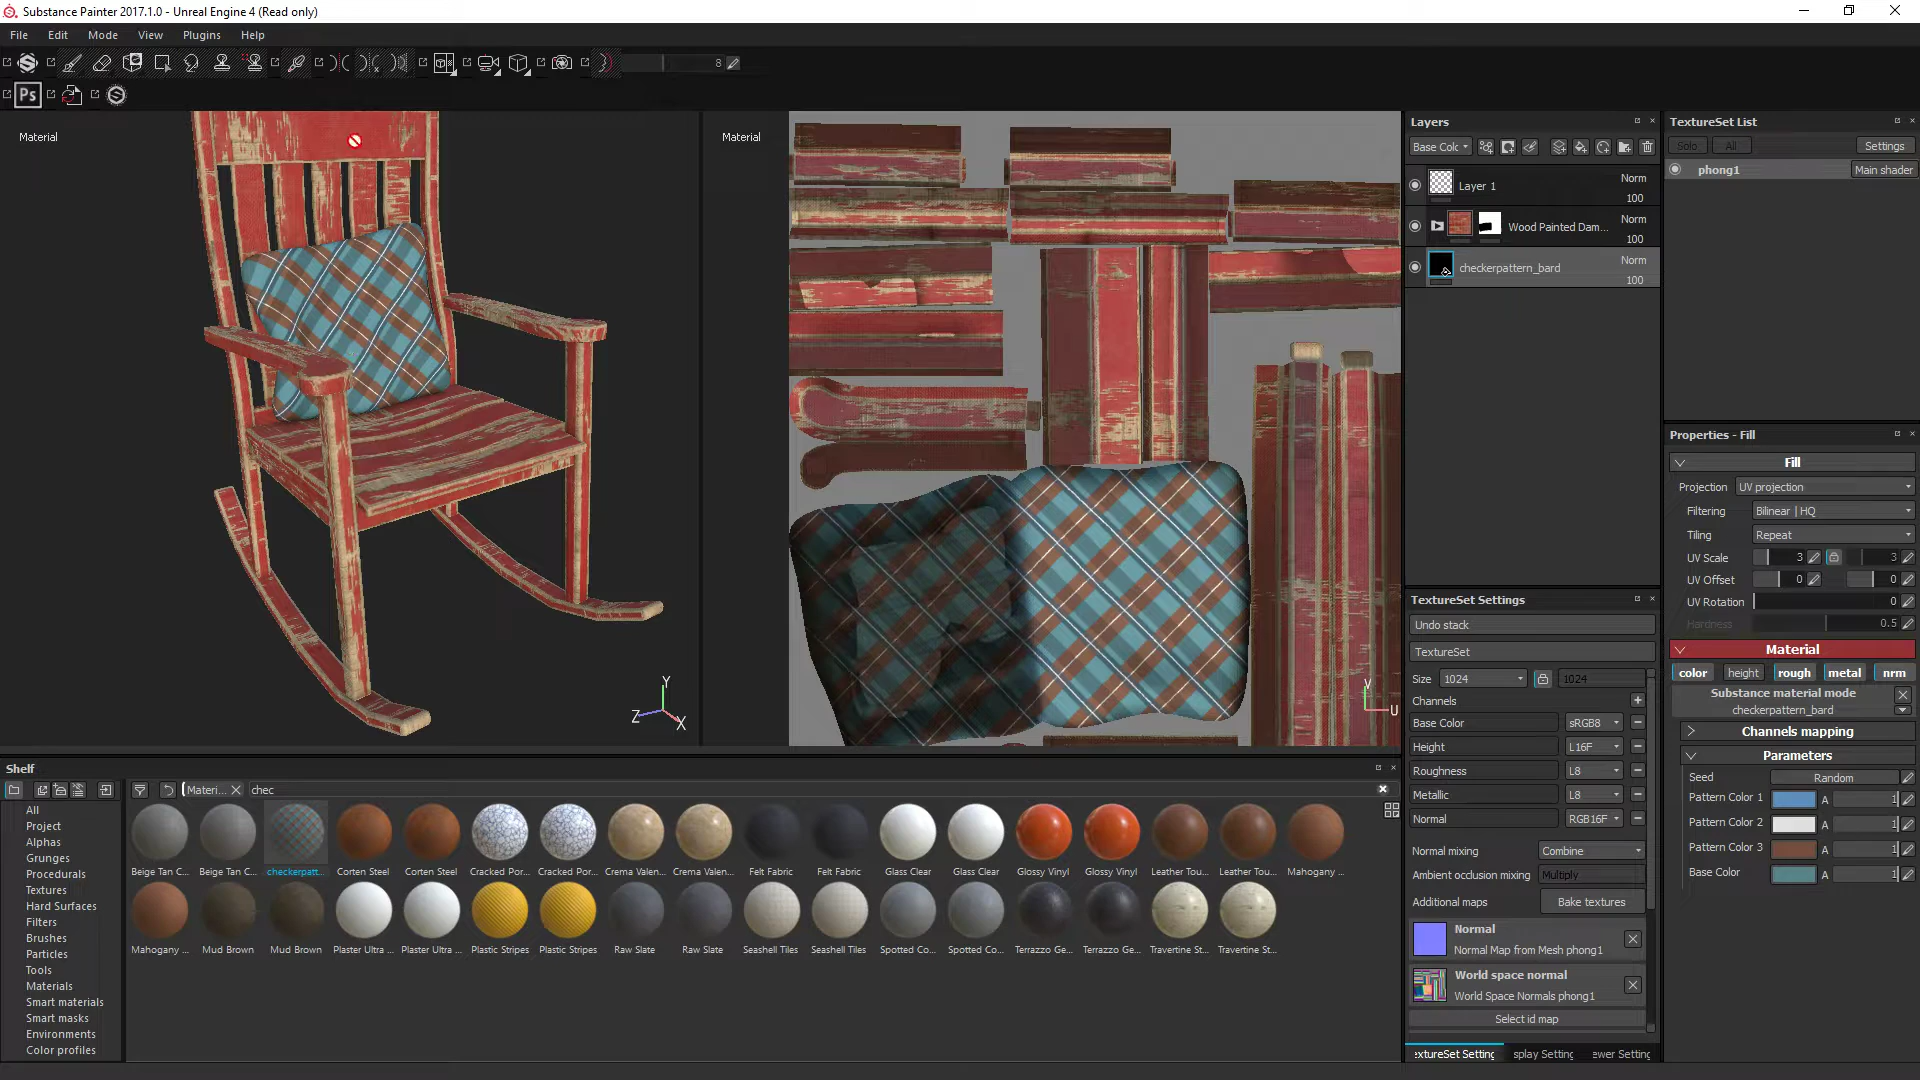 Substance Painter 2017.1.0 - Unreal Engine 4 (Read only)
File Edit Mode View Plugins Help
8
Ps
Material
Material
Y
Z
X
U
Layers
Base Colc
Layer 1 Norm 100
Wood Painted Dam... Norm 100
checkerpattern_bard Norm 100
TextureSet List
Solo All Settings
phong1 Main shader
Properties - Fill
Fill
Projection UV projection
Filtering Bilinear | HQ
Tiling Repeat
UV Scale 3 3
UV Offset 0 0
UV Rotation 0
Hardness 0.5
Material
color height rough metal nrm
Substance material mode
checkerpattern_bard
Channels mapping
Parameters
Seed Random
Pattern Color 1 A 1
Pattern Color 2 A 1
Pattern Color 3 A 1
Base Color A 1
TextureSet Settings
Undo stack
TextureSet
Size 1024 1024
Channels
Base Color sRGB8
Height L16F
Roughness L8
Metallic L8
Normal RGB16F
Normal mixing Combine
Ambient occlusion mixing Multiply
Additional maps Bake textures
Normal
Normal Map from Mesh phong1
World space normal
World Space Normals phong1
Select id map
extureSet Setting splay Setting ewer Setting
Shelf
Materi... chec
All
Project
Alphas
Grunges
Procedurals
Textures
Hard Surfaces
Filters
Brushes
Particles
Tools
Materials
Smart materials
Smart masks
Environments
Color profiles
Beige Tan C... Beige Tan C... checkerpatt... Corten Steel Corten Steel Cracked Por... Cracked Por... Crema Valen... Crema Valen... Felt Fabric Felt Fabric Glass Clear Glass Clear Glossy Vinyl Glossy Vinyl Leather Tou... Leather Tou... Mahogany ...
Mahogany ... Mud Brown Mud Brown Plaster Ultra ... Plaster Ultra ... Plastic Stripes Plastic Stripes Raw Slate Raw Slate Seashell Tiles Seashell Tiles Spotted Co... Spotted Co... Terrazzo Ge... Terrazzo Ge... Travertine St... Travertine St...